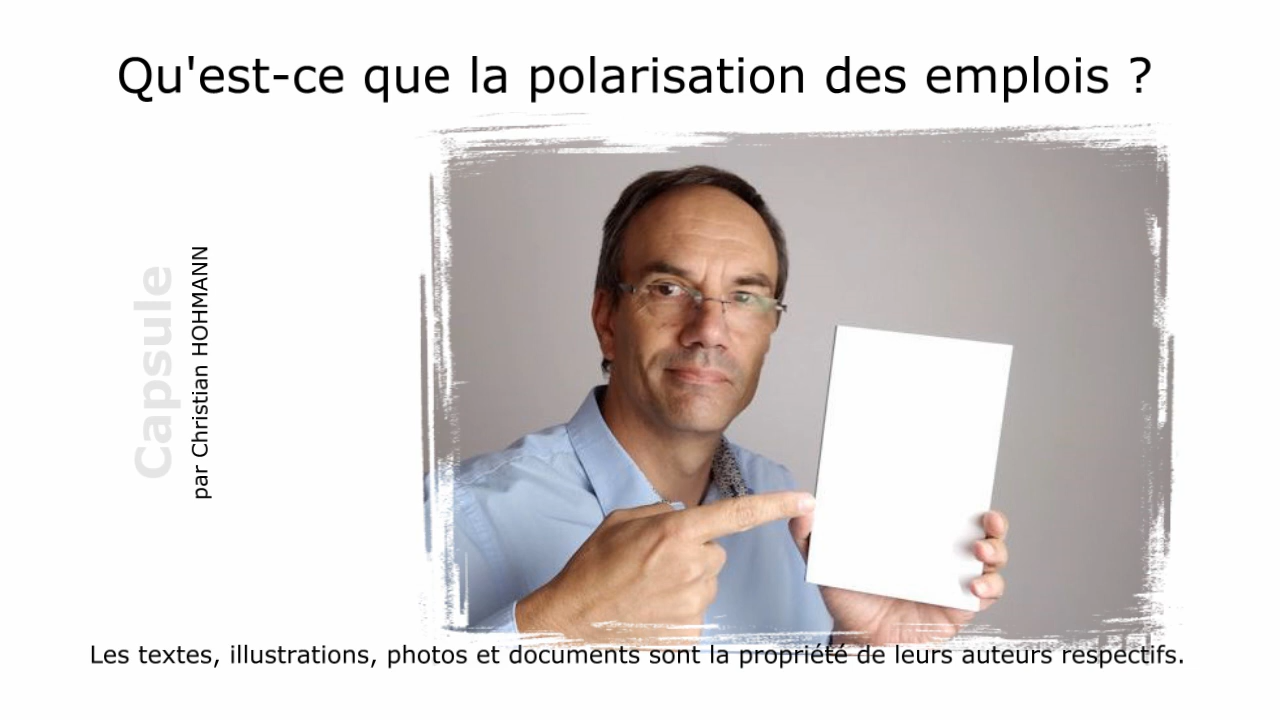 Qu'est-ce que la polarisation des emplois ?
Capsule
par Christian HOHMANN
Les textes, illustrations, photos et documents sont la propriété de leurs auteurs respectifs.